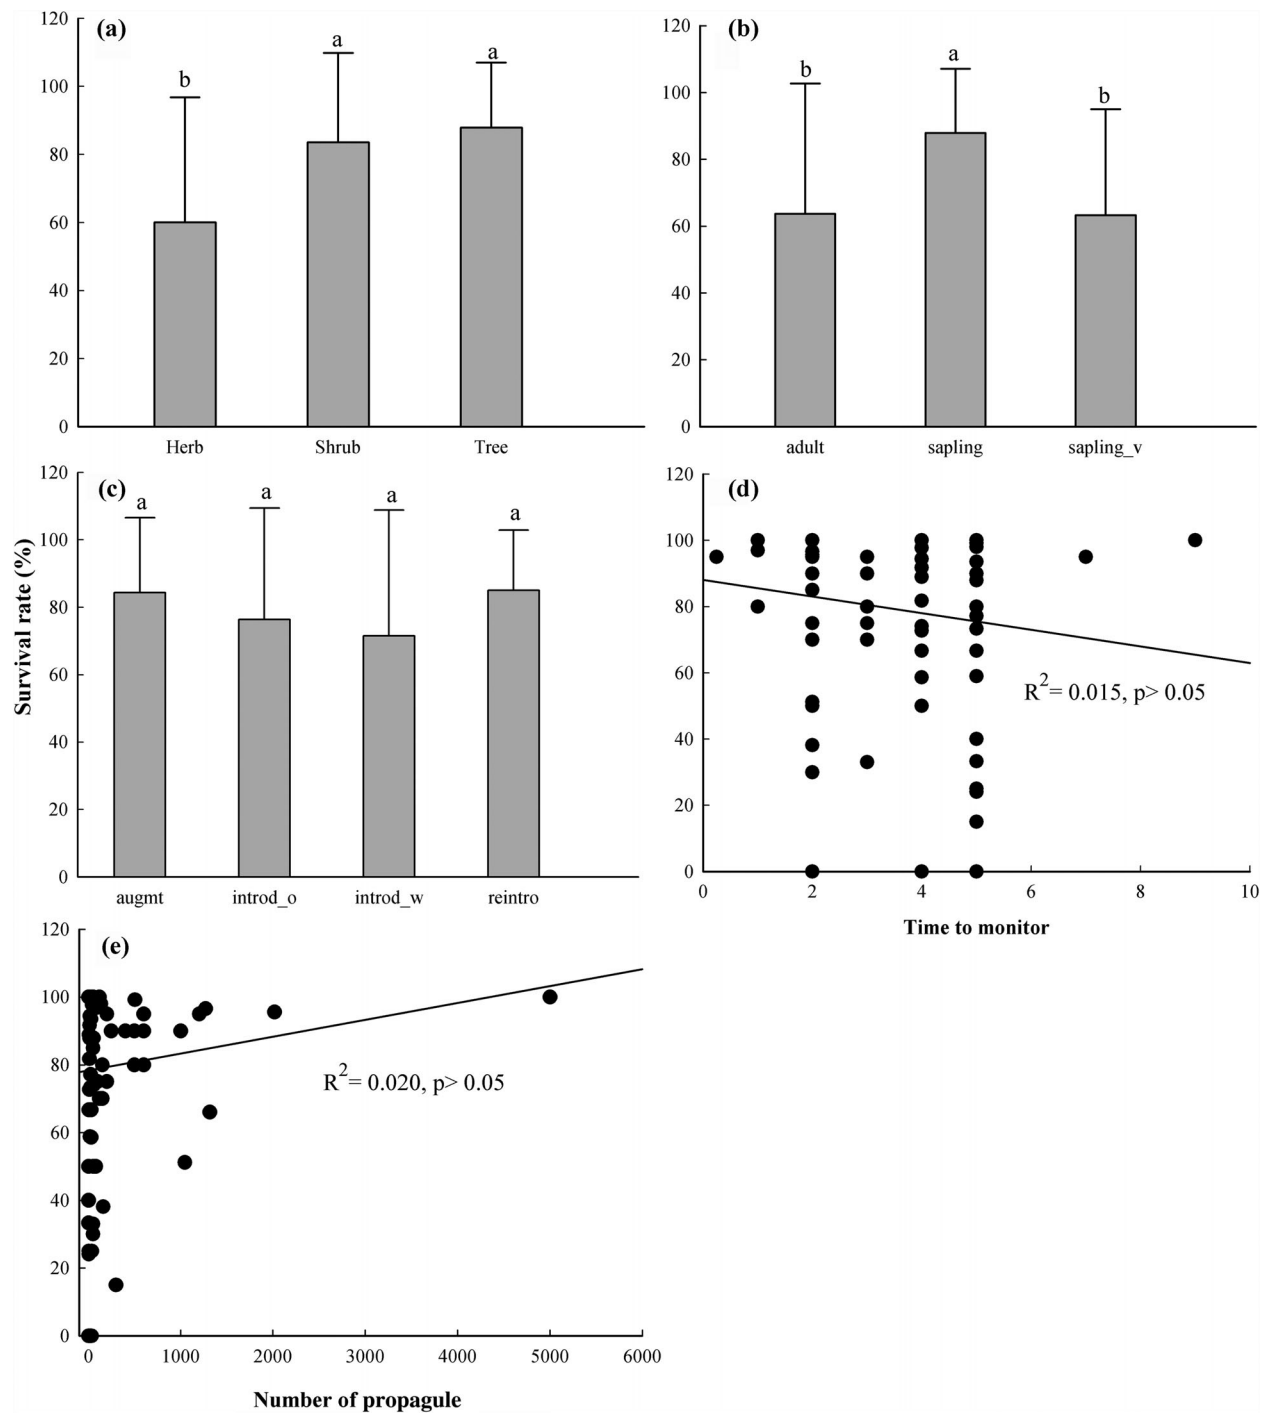 (a)
120
100
80
60
40
20
0
b
a
a
Herb Shrub Tree
(b)
120
100
80
60
40
20
0
b
a
b
adult sapling sapling_v
Survival rate (%)
(c)
120
100
80
60
40
20
0
a
a
a
a
augmt introd_o introd_w reintro
(d)
120
100
80
60
40
20
0
R2= 0.015, p> 0.05
0 2 4 6 8 10
Time to monitor
(e)
120
100
80
60
40
20
0
R2= 0.020, p> 0.05
0 1000 2000 3000 4000 5000 6000
Number of propagule